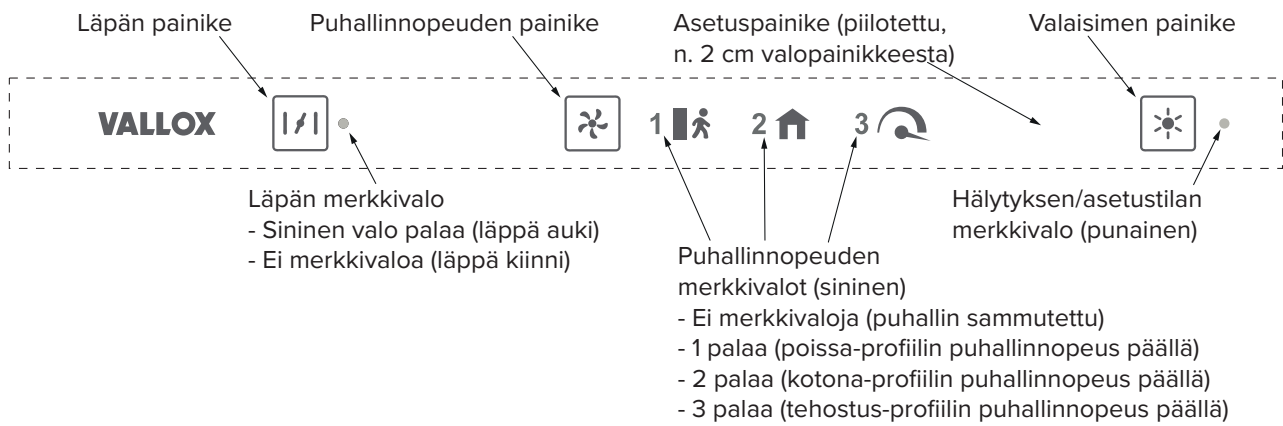 Läpän painike
Puhallinnopeuden painike
Asetuspainike (piilotettu,
n. 2 cm valopainikkeesta)
Valaisimen painike
VALLOX
1
2
3
Läpän merkkivalo
- Sininen valo palaa (läppä auki)
- Ei merkkivaloa (läppä kiinni)
Puhallinnopeuden
merkkivalot (sininen)
- Ei merkkivaloja (puhallin sammutettu)
- 1 palaa (poissa-profiilin puhallinnopeus päällä)
- 2 palaa (kotona-profiilin puhallinnopeus päällä)
- 3 palaa (tehostus-profiilin puhallinnopeus päällä)
Hälytyksen/asetustilan
merkkivalo (punainen)